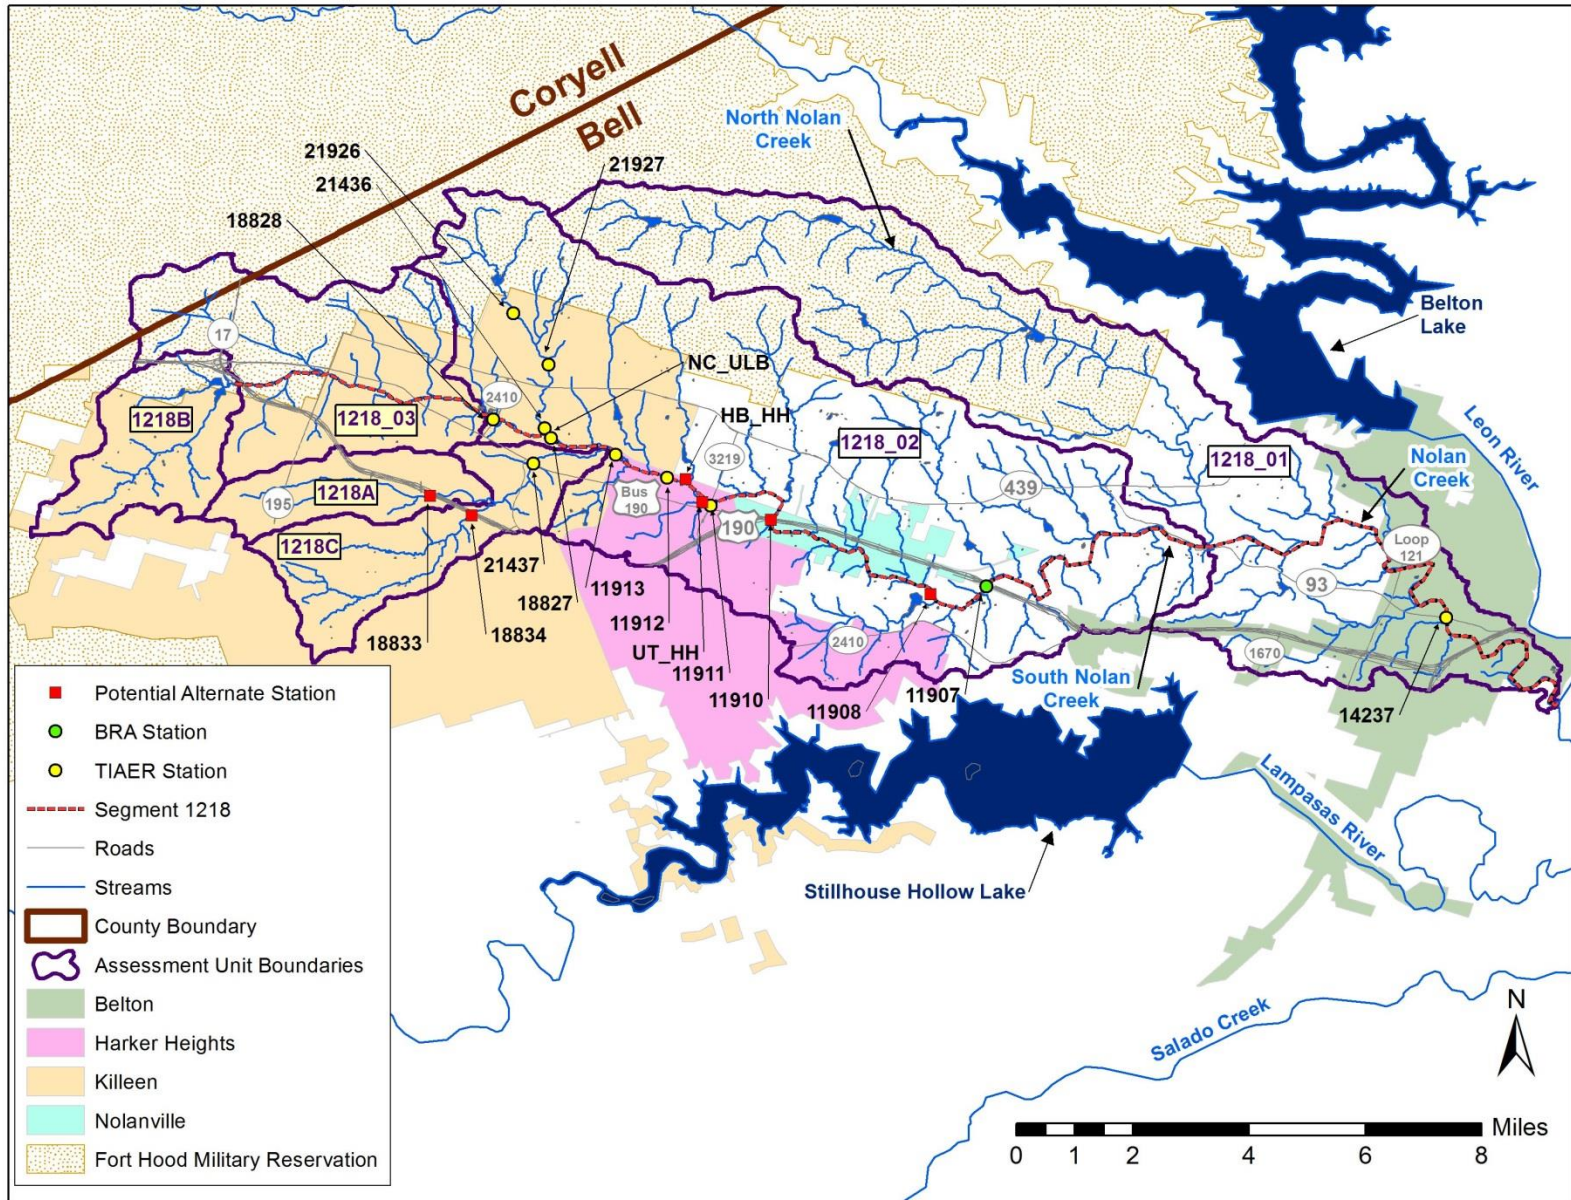 Coryell
Bell
North Nolan
Creek
21926
21436
21927
18828
Belton
Lake
17
NC_ULB
2410
HB_HH
1218B
1218_03
1218_02
3219
1218_01
Nolan
Creek
Leon River
195
1218A
Bus
190
439
190
Loop
121
1218C
93
21437
18827
11913
11912
UT_HH
11911
11910
11908
11907
18833
18834
2410
1670
South Nolan
Creek
14237
Lampasas River
Stillhouse Hollow Lake
Salado Creek
Potential Alternate Station
BRA Station
TIAER Station
Segment 1218
Roads
Streams
County Boundary
Assessment Unit Boundaries
Belton
Harker Heights
Killeen
Nolanville
Fort Hood Military Reservation
N
Miles
0 1 2 4 6 8